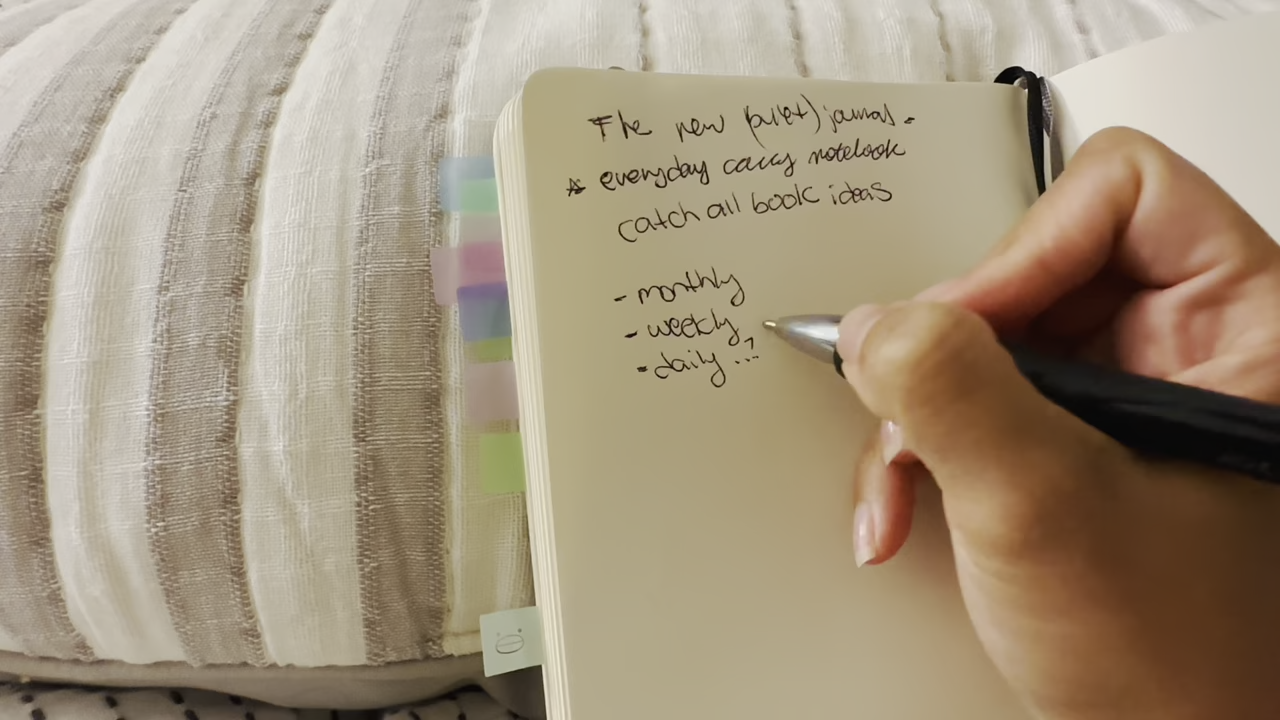 The new (bullet) journal.
☆ everyday carry notebook
catch all book ideas
- monthly
- weekly
- daily ...?